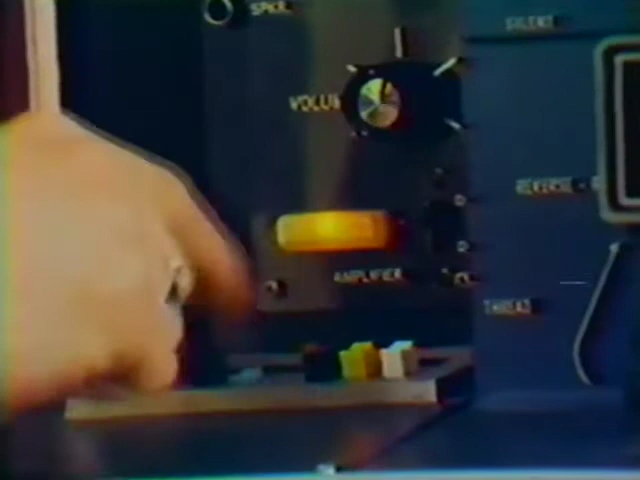 SPKR.
SILENT
VOLUM
REVERSE
AMPLIFIER
THREAD